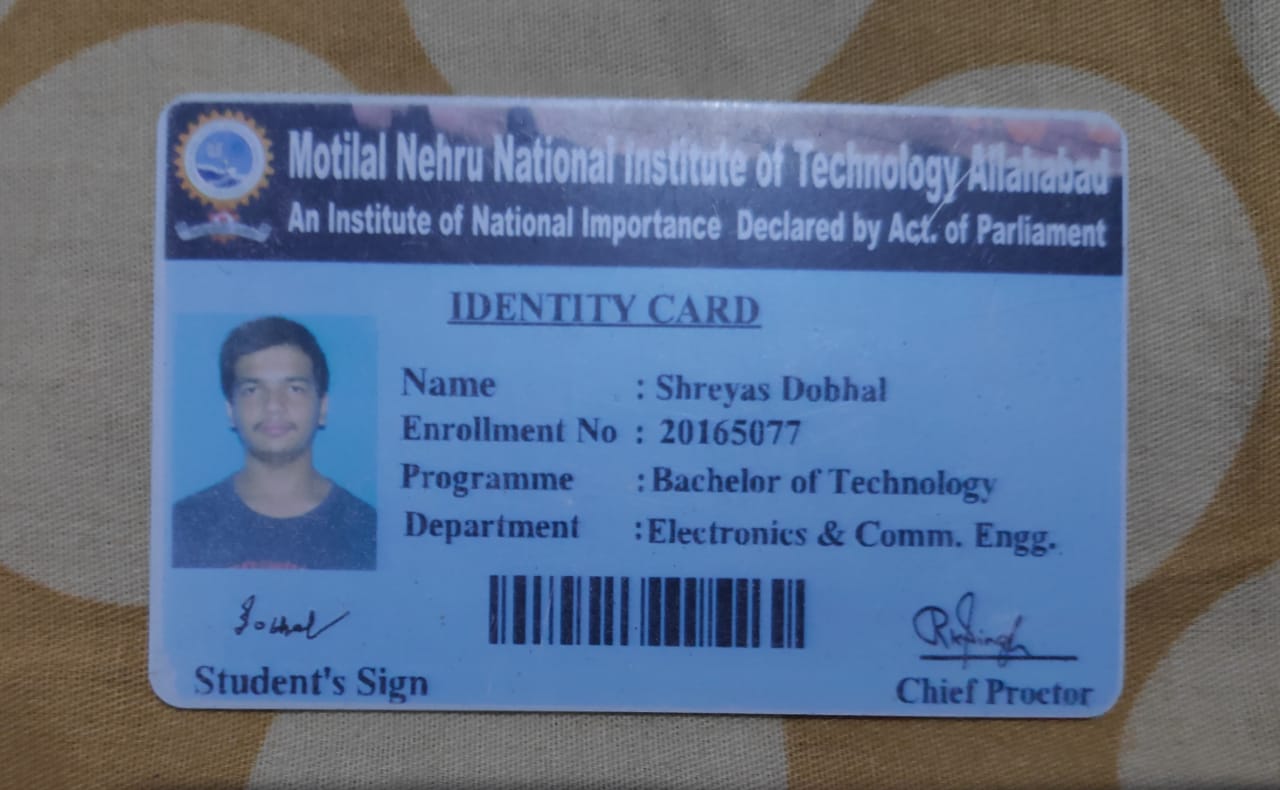 Motilal Nehru National Institute of Technology Allahabad
An Institute of National Importance Declared by Act. of Parliament
IDENTITY CARD
Name : Shreyas Dobhal
Enrollment No : 20165077
Programme : Bachelor of Technology
Department : Electronics & Comm. Engg.
Dobhal
RKSingh
Student's Sign
Chief Proctor